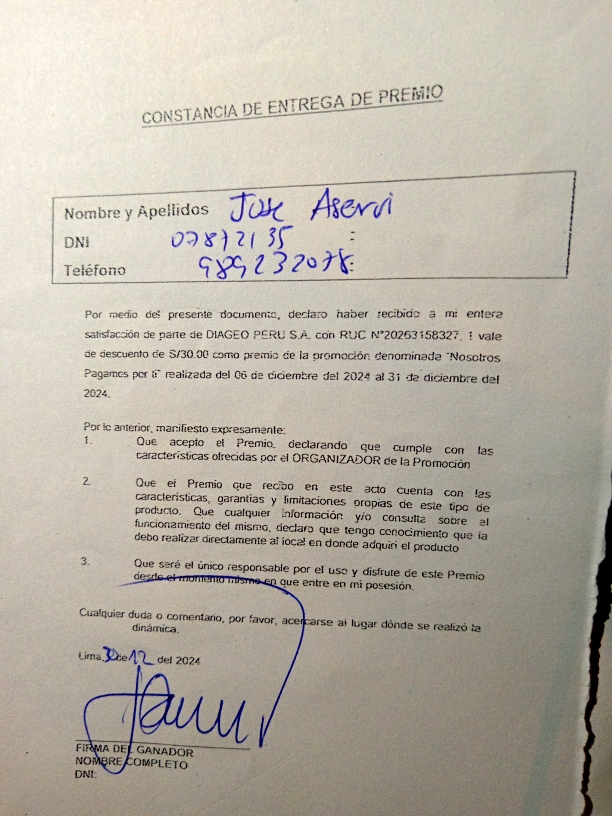 CONSTANCIA DE ENTREGA DE PREMIO
Nombre y Apellidos Jose
DNI 07872135 :
Teléfono 989232078:
Por medio del presente documento, declaro haber recibido a mi entera
satisfacción de parte de DIAGEO PERU S.A. con RUC N°20263158327, 1 vale
de descuento de S/30.00 como premio de la promoción denominada "Nosotros
Pagamos por ti" realizada del 06 de diciembre del 2024 al 31 de diciembre del
2024.
Por lo anterior, manifiesto expresamente:
1. Que acepto el Premio, declarando que cumple con las
características ofrecidas por el ORGANIZADOR de la Promoción
2. Que el Premio que recibo en este acto cuenta con las
características, garantías y limitaciones propias de este tipo de
producto. Que cualquier información y/o consulta sobre el
funcionamiento del mismo, declaro que tengo conocimiento que la
debo realizar directamente al local en donde adquirí el producto
3. Que seré el único responsable por el uso y disfrute de este Premio
desde el momento mismo en que entre en mi posesión.
Cualquier duda o comentario, por favor, acercarse al lugar dónde se realizó la
dinámica.
Lima, 30 de 12 del 2024
FIRMA DEL GANADOR
NOMBRE COMPLETO
DNI: